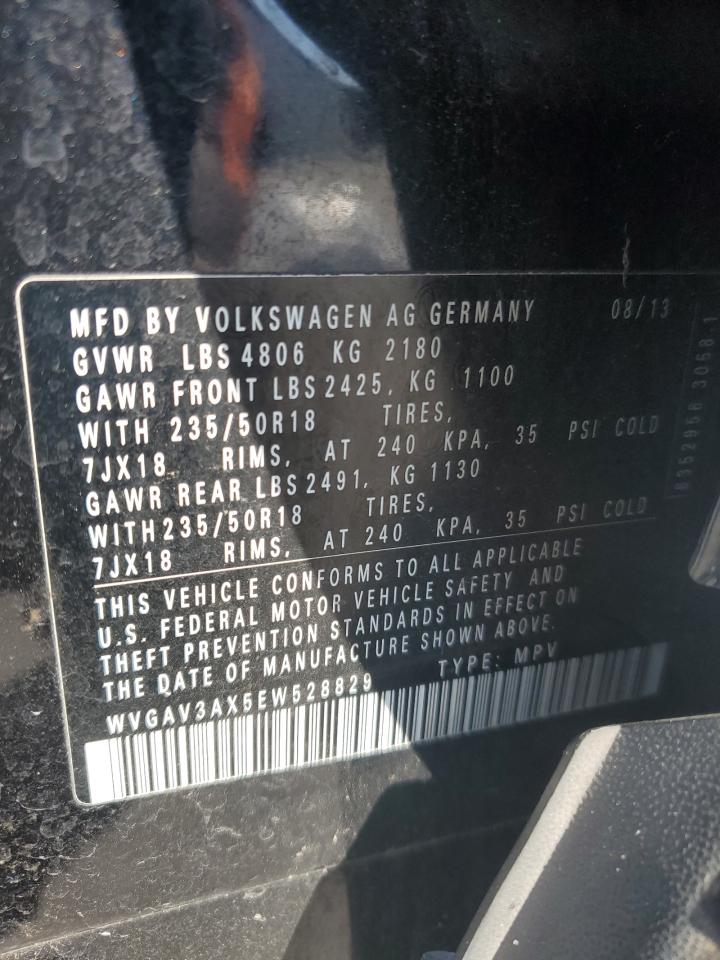 MFD BY VOLKSWAGEN AG GERMANY 08/13
GVWR LBS 4806 KG 2180
GAWR FRONT LBS 2425, KG 1100
WITH 235/50R18 TIRES,
7JX18 RIMS, AT 240 KPA, 35 PSI COLD
GAWR REAR LBS 2491, KG 1130
WITH 235/50R18 TIRES,
7JX18 RIMS, AT 240 KPA, 35 PSI COLD
THIS VEHICLE CONFORMS TO ALL APPLICABLE
U.S. FEDERAL MOTOR VEHICLE SAFETY AND
THEFT PREVENTION STANDARDS IN EFFECT ON
THE DATE OF MANUFACTURE SHOWN ABOVE.
WVGAV3AX5EW528829 TYPE: MPV